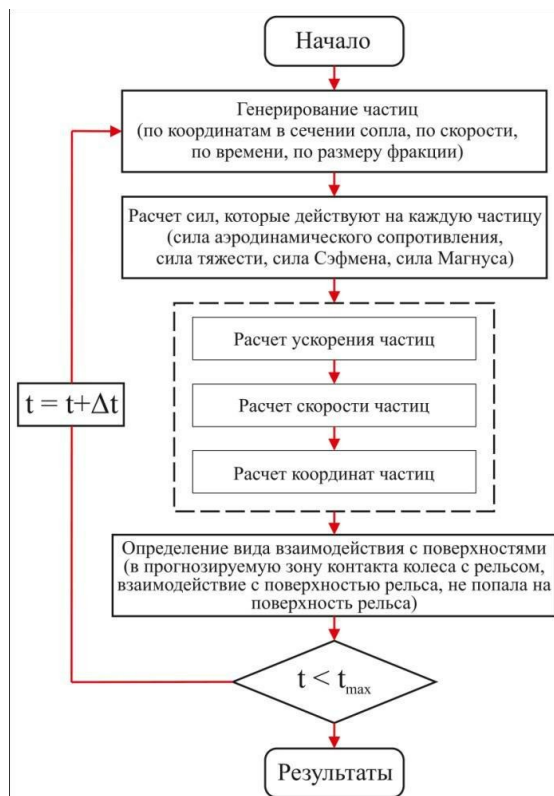 Начало
Генерирование частиц
(по координатам в сечении сопла, по скорости,
по времени, по размеру фракции)
Расчет сил, которые действуют на каждую частицу
(сила аэродинамического сопротивления,
сила тяжести, сила Сэфмена, сила Магнуса)
Расчет ускорения частиц
t = t+Δt
Расчет скорости частиц
Расчет координат частиц
Определение вида взаимодействия с поверхностями
(в прогнозируемую зону контакта колеса с рельсом,
взаимодействие с поверхностью рельса, не попала на
поверхность рельса)
t < tmax
Результаты